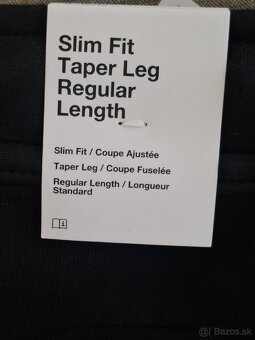 Slim Fit
Taper Leg
Regular
Length
Slim Fit / Coupe Ajustée
Taper Leg / Coupe Fuselée
Regular Length / Longueur
Standard
Bazos.sk